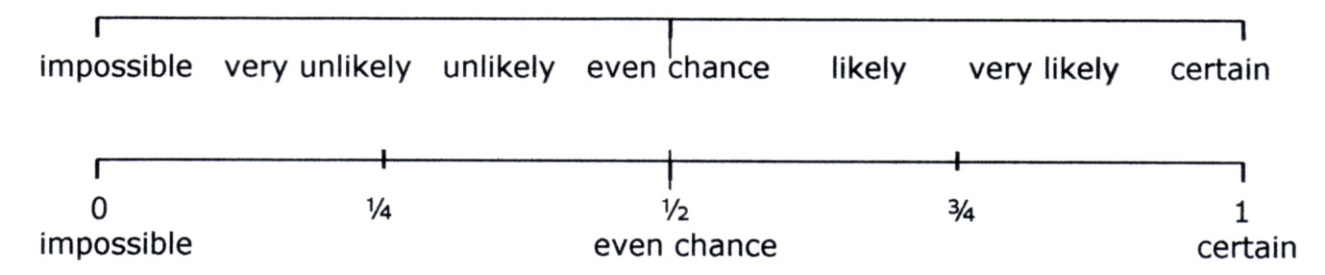 impossible very unlikely unlikely even chance likely very likely certain
0 ¼ ½ ¾ 1
impossible even chance certain